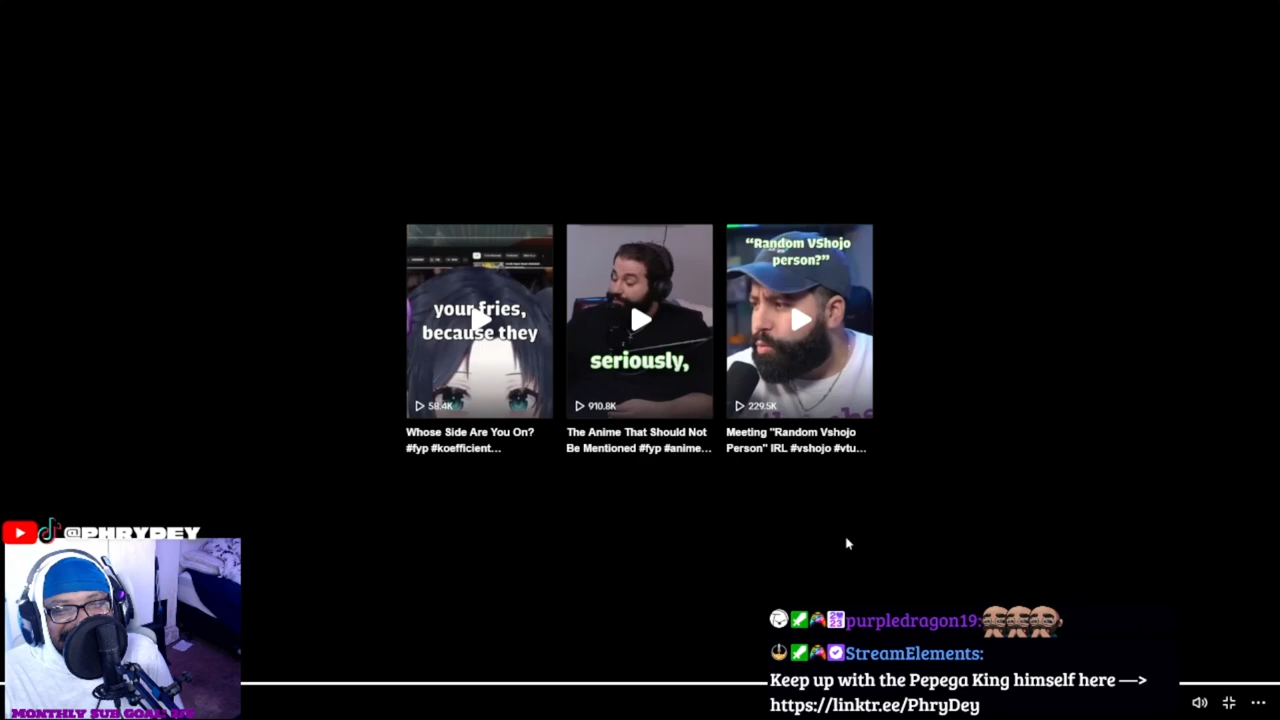 “Random VShojo
person?”
your fries,
because they
seriously,
58.4K
910.8K
229.5K
Whose Side Are You On?
#fyp #koefficient...
The Anime That Should Not
Be Mentioned #fyp #anime...
Meeting "Random Vshojo
Person" IRL #vshojo #vtu...
@PHRYDEY
purpledragon19:
StreamElements:
Keep up with the Pepega King himself here —>
https://linktr.ee/PhryDey
MONTHLY SUB GOAL: